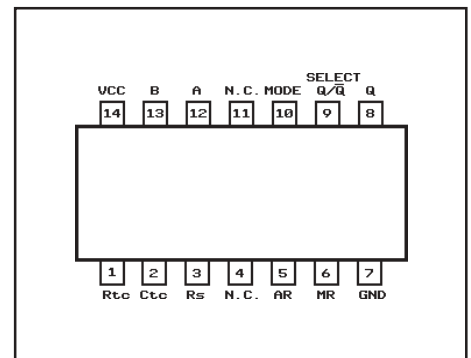 SELECT
VCC B A N.C. MODE Q/Q̅ Q
14 13 12 11 10 9 8
1 2 3 4 5 6 7
Rtc Ctc Rs N.C. AR MR GND